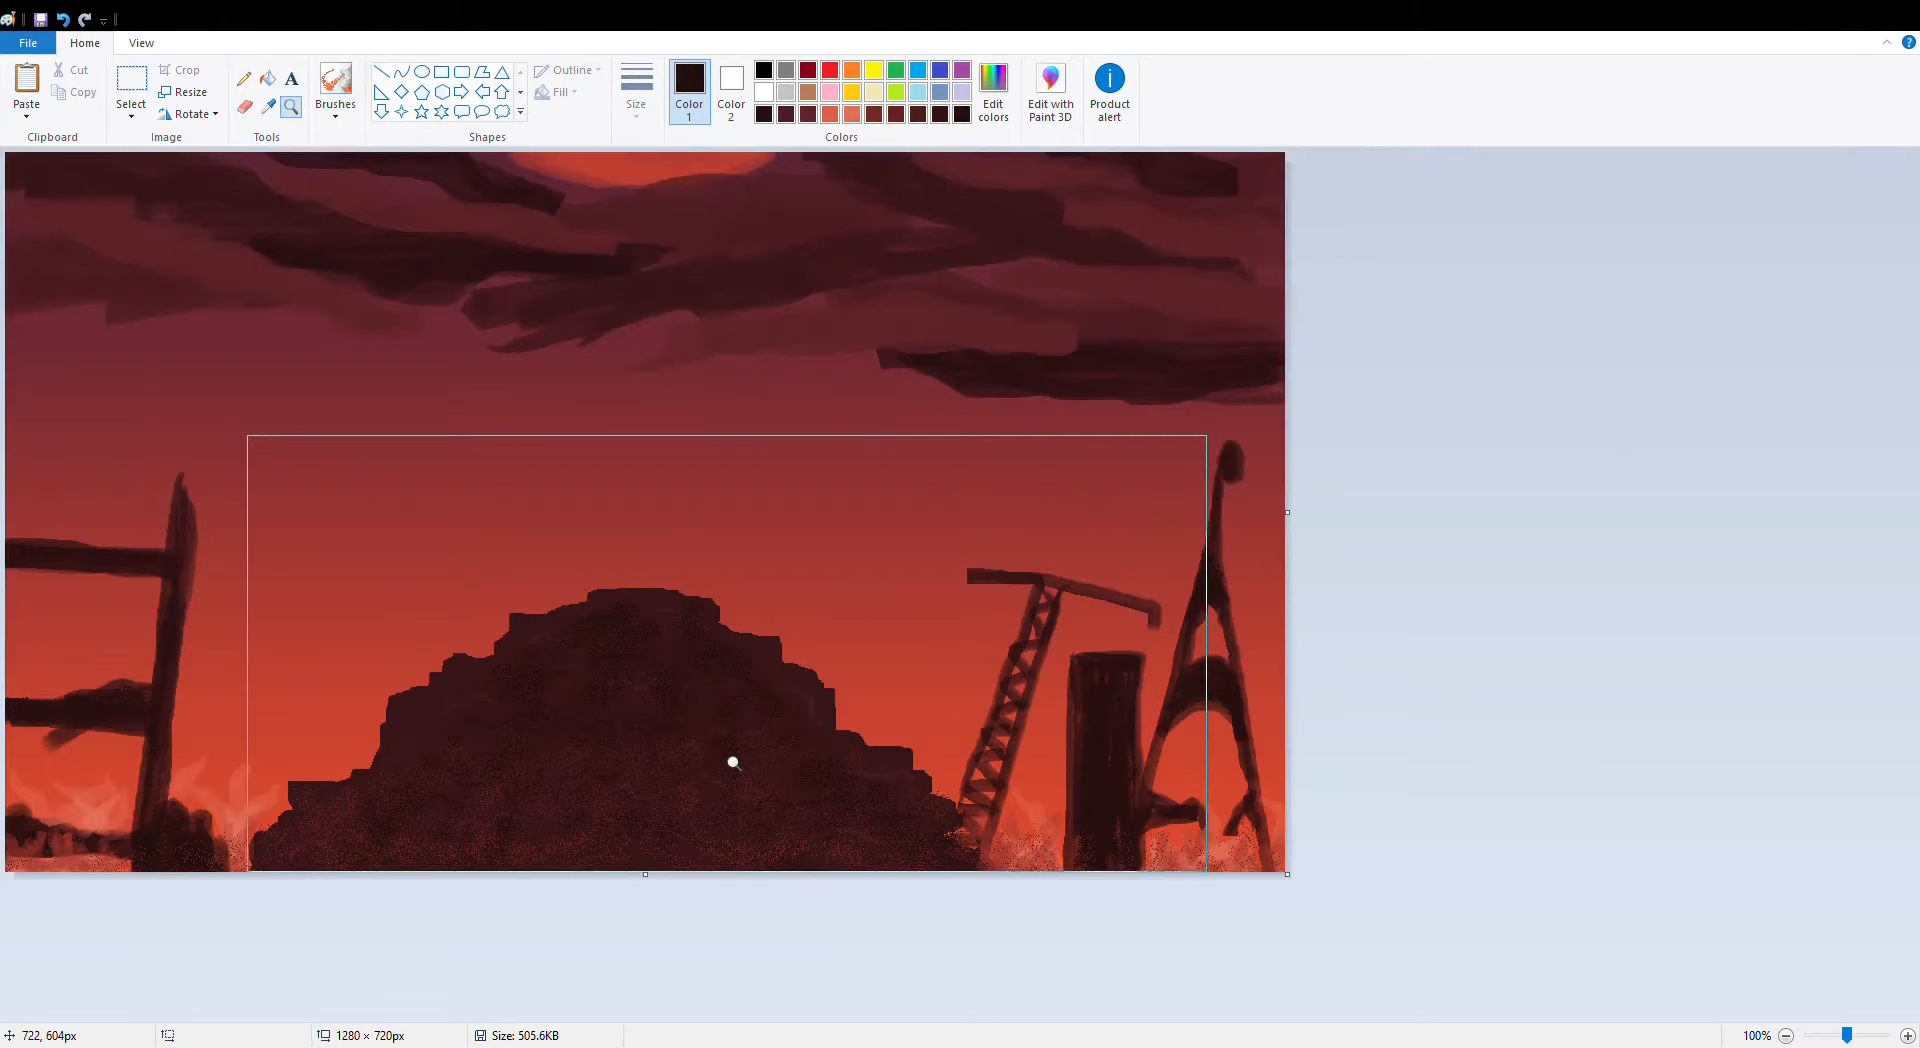 File Home View
Paste Cut Copy
Clipboard
Select Crop Resize Rotate
Image
Tools
Brushes
Shapes
Outline
Fill
Size
Color 1
Color 2
Edit colors
Colors
Edit with Paint 3D
Product alert
722, 604px
1280 × 720px
Size: 505.6KB
100%